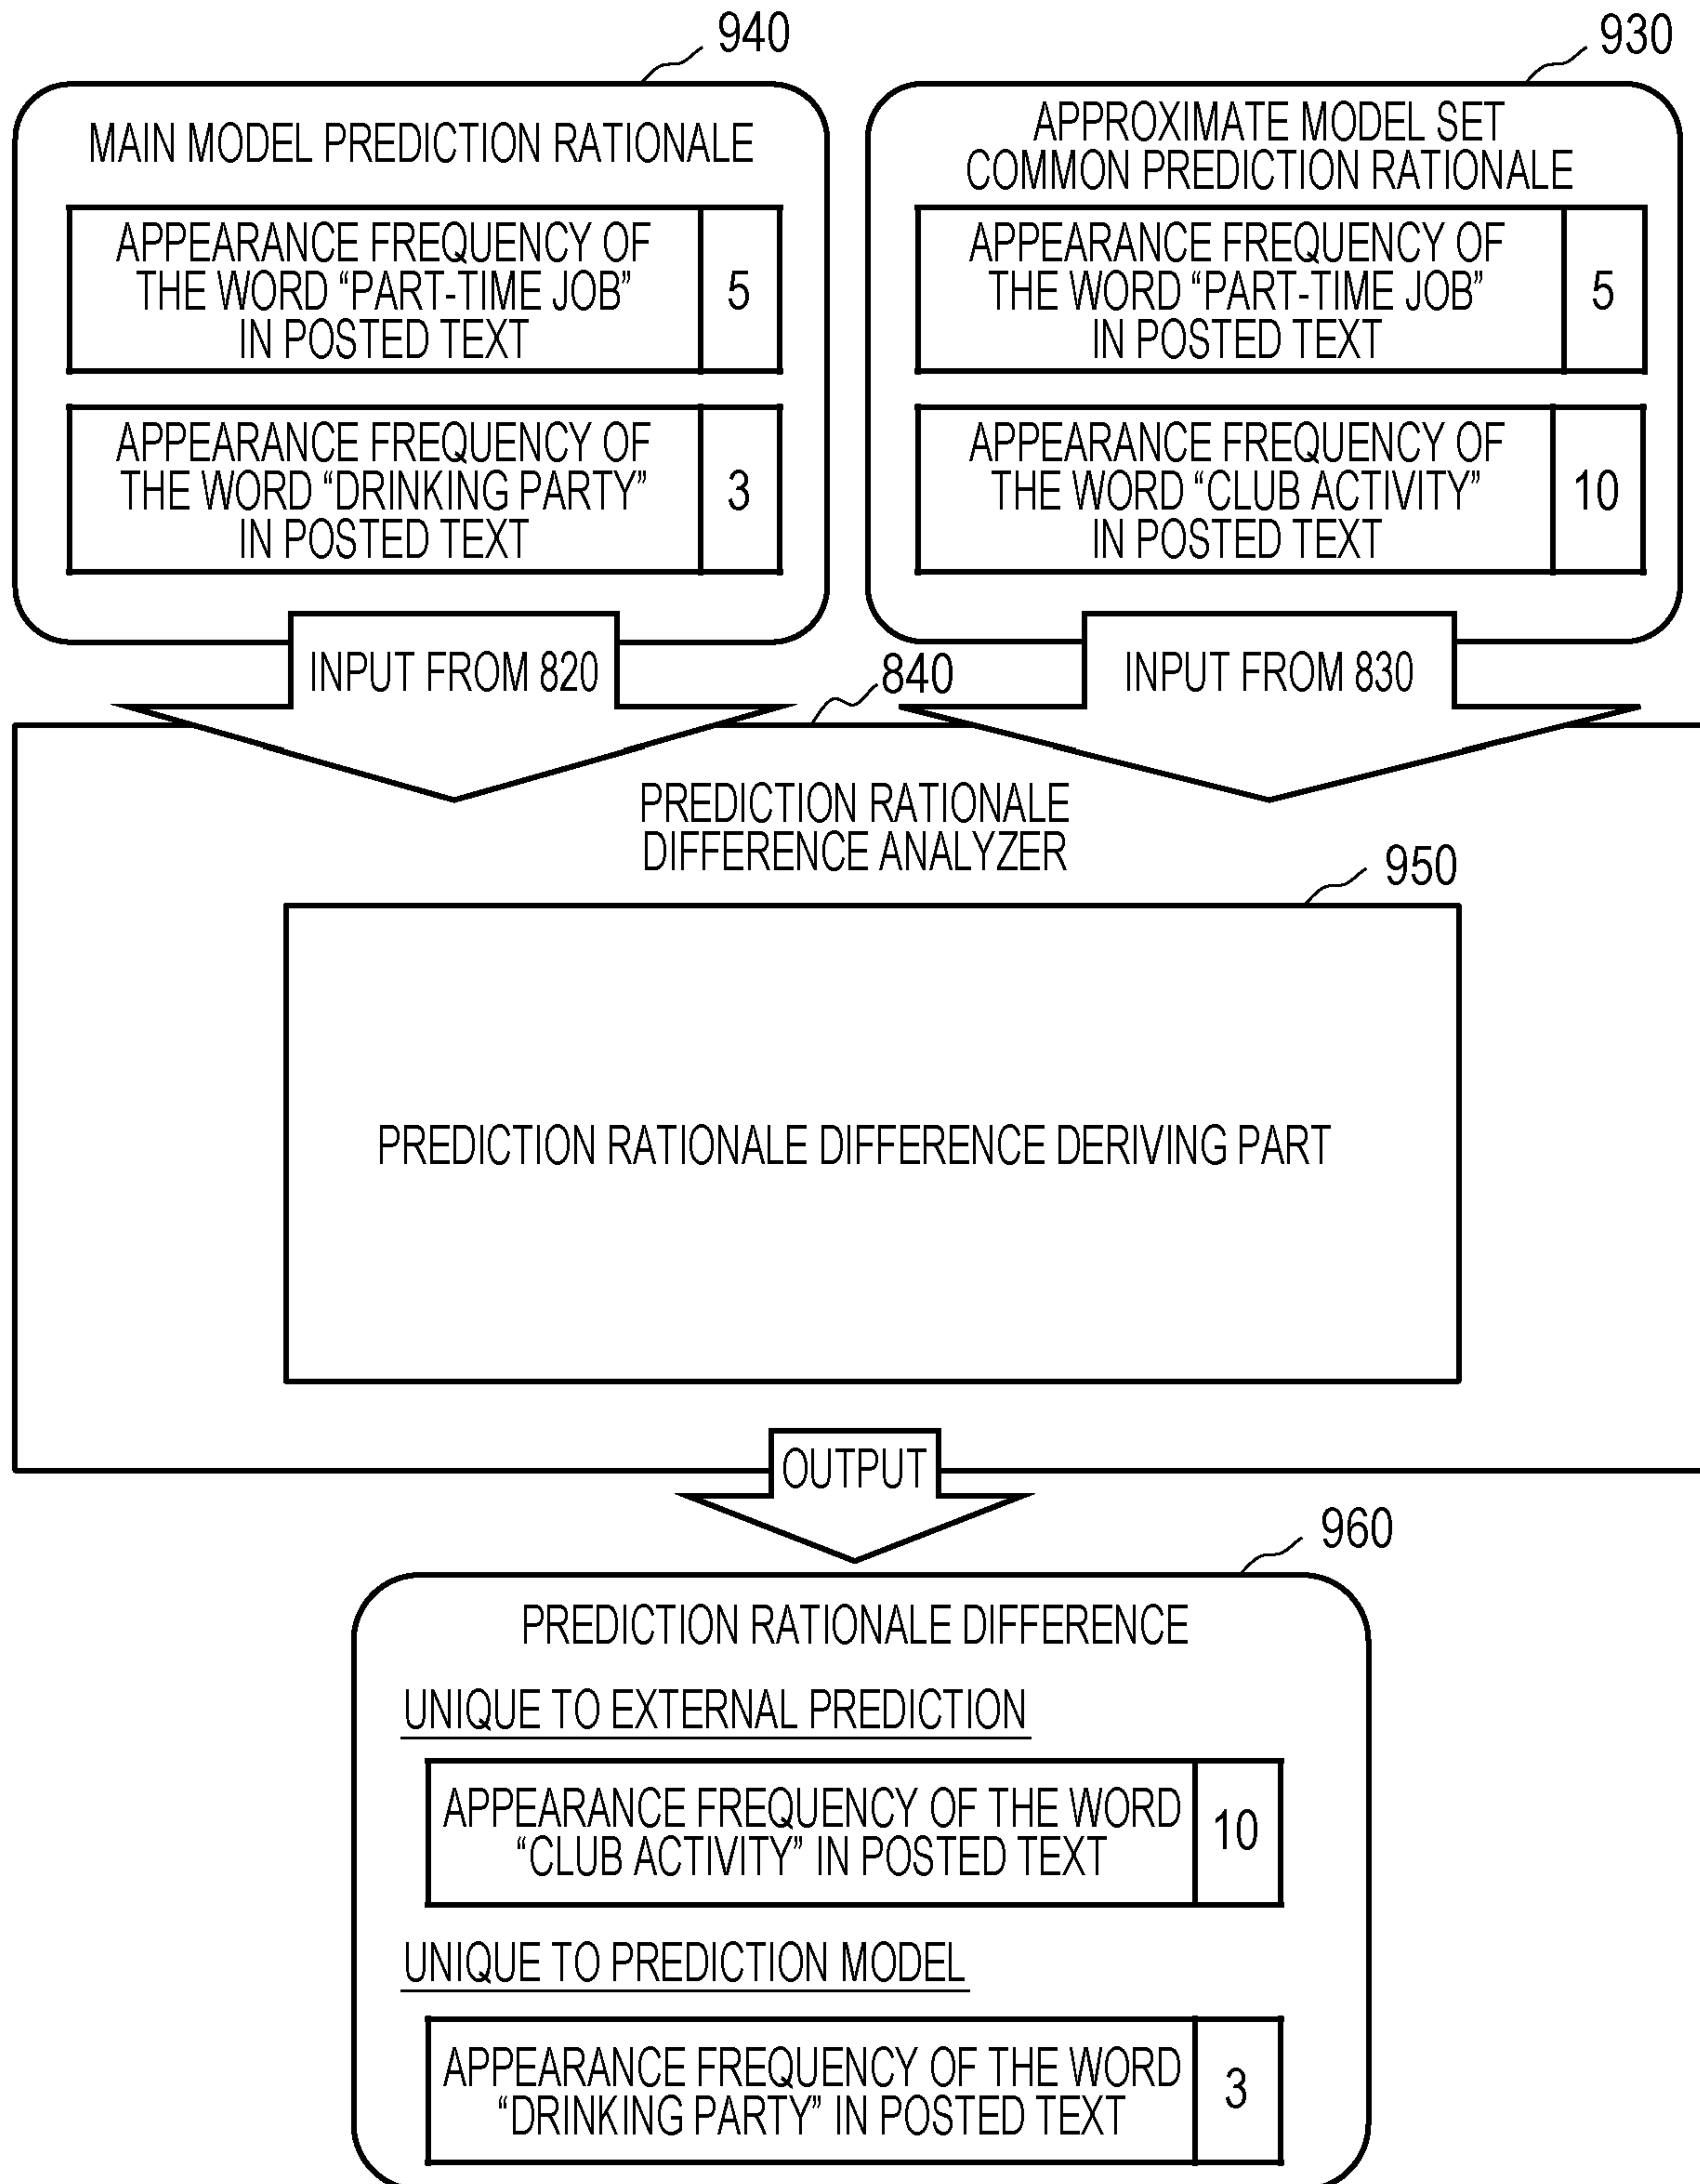 940
930
MAIN MODEL PREDICTION RATIONALE
APPEARANCE FREQUENCY OF
THE WORD “PART-TIME JOB”
IN POSTED TEXT
5
APPEARANCE FREQUENCY OF
THE WORD “DRINKING PARTY”
IN POSTED TEXT
3
APPROXIMATE MODEL SET
COMMON PREDICTION RATIONALE
APPEARANCE FREQUENCY OF
THE WORD “PART-TIME JOB”
IN POSTED TEXT
5
APPEARANCE FREQUENCY OF
THE WORD “CLUB ACTIVITY”
IN POSTED TEXT
10
INPUT FROM 820
840
INPUT FROM 830
PREDICTION RATIONALE
DIFFERENCE ANALYZER
950
PREDICTION RATIONALE DIFFERENCE DERIVING PART
OUTPUT
960
PREDICTION RATIONALE DIFFERENCE
UNIQUE TO EXTERNAL PREDICTION
APPEARANCE FREQUENCY OF THE WORD
“CLUB ACTIVITY” IN POSTED TEXT
10
UNIQUE TO PREDICTION MODEL
APPEARANCE FREQUENCY OF THE WORD
“DRINKING PARTY” IN POSTED TEXT
3